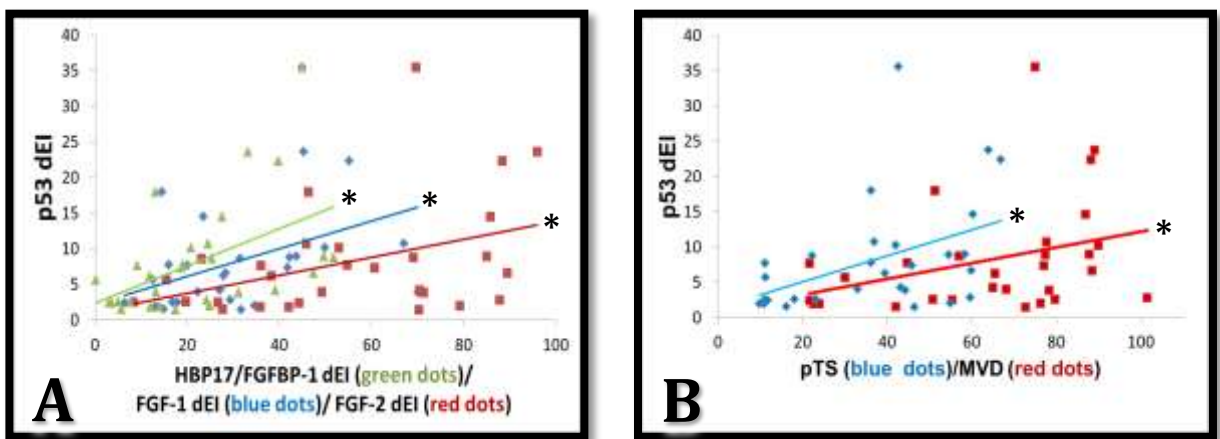 40
35
30
25
20
15
10
5
0
p53 dEI
* * *
0 20 40 60 80 100
HBP17/FGFBP-1 dEI (green dots)/
FGF-1 dEI (blue dots)/ FGF-2 dEI (red dots)
A
40
35
30
25
20
15
10
5
0
p53 dEI
* *
0 20 40 60 80 100
pTS (blue dots)/MVD (red dots)
B